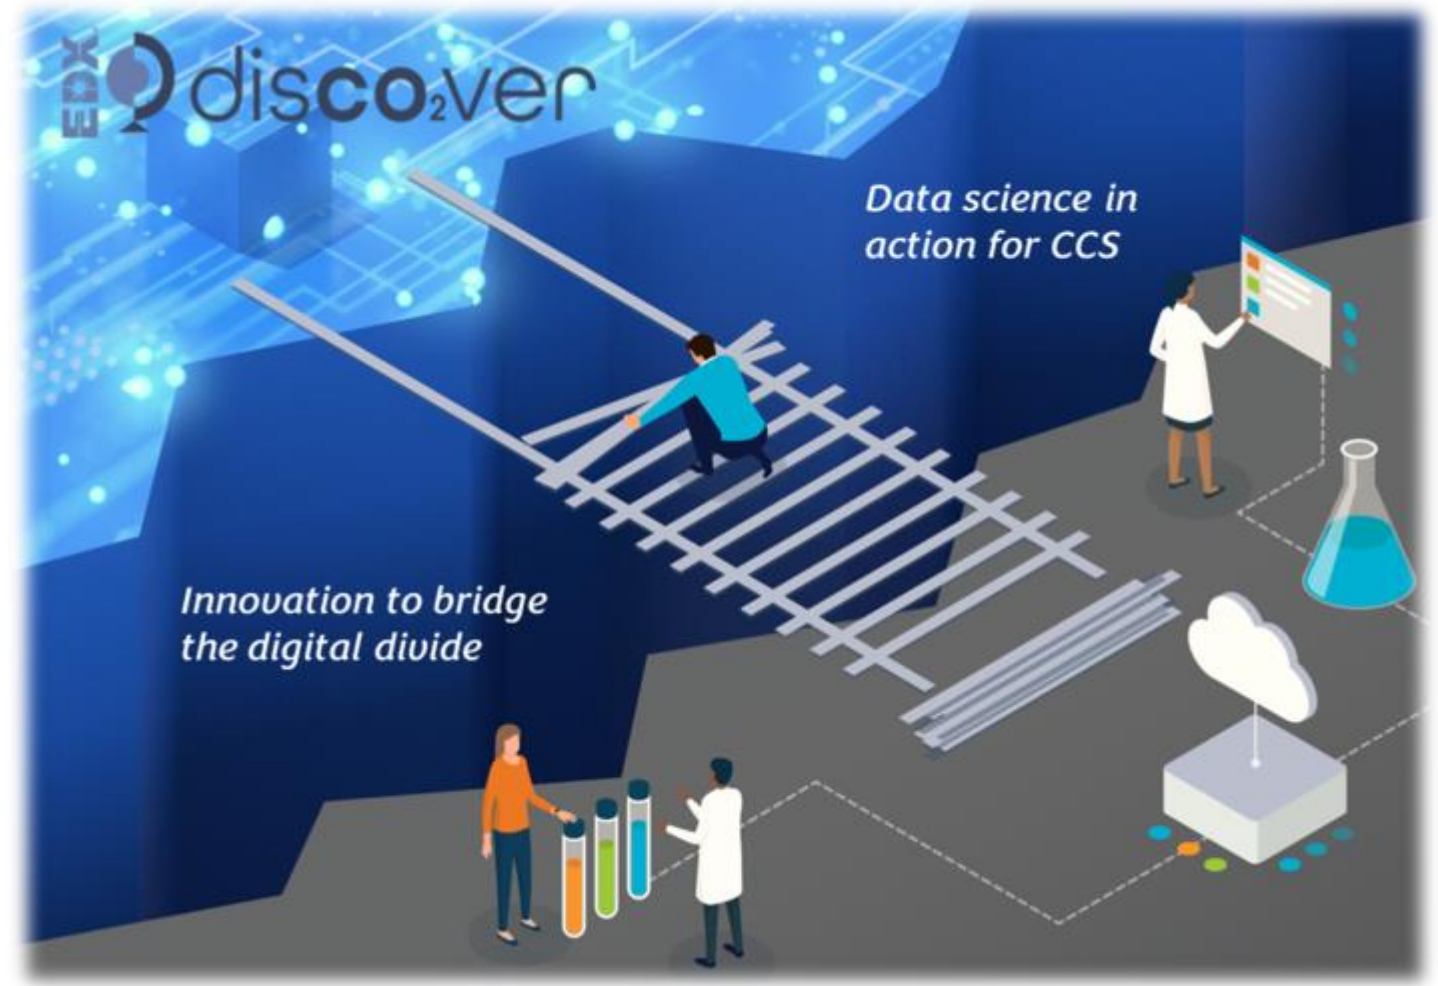 EDX disco₂ver
Data science in
action for CCS
Innovation to bridge
the digital divide